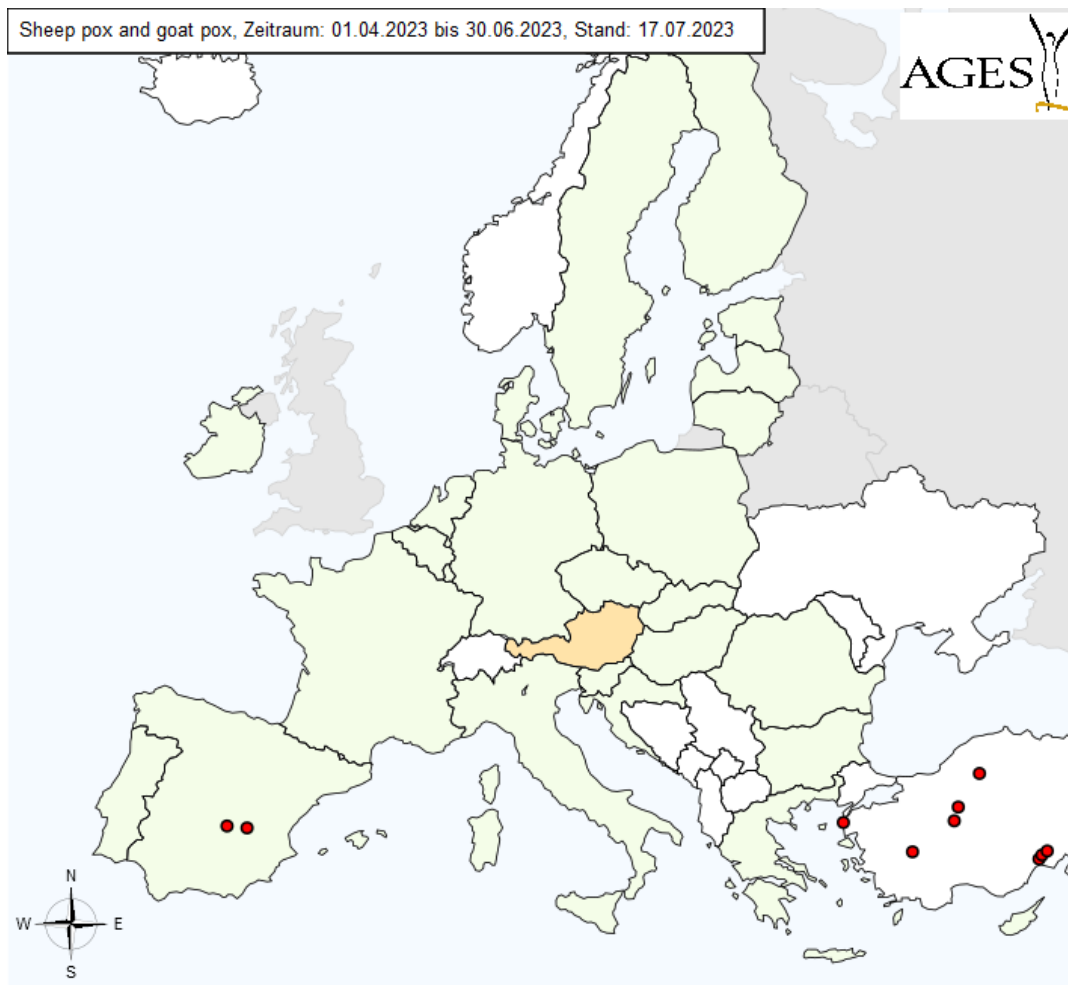 Sheep pox and goat pox, Zeitraum: 01.04.2023 bis 30.06.2023, Stand: 17.07.2023
AGES
N
W E
S